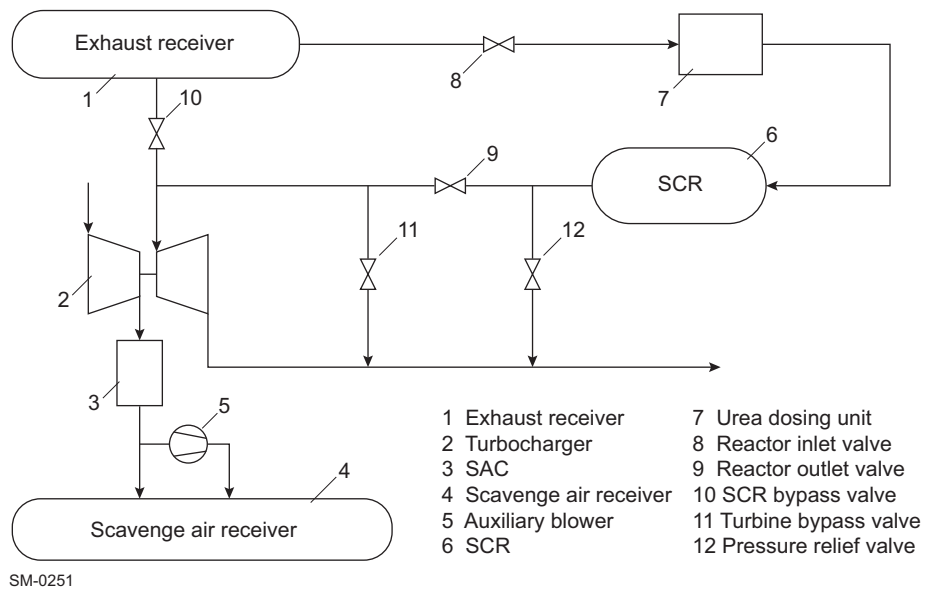 Exhaust receiver
1
10
8
7
6
SCR
9
11
12
2
3
5
4
Scavenge air receiver
1 Exhaust receiver
2 Turbocharger
3 SAC
4 Scavenge air receiver
5 Auxiliary blower
6 SCR
7 Urea dosing unit
8 Reactor inlet valve
9 Reactor outlet valve
10 SCR bypass valve
11 Turbine bypass valve
12 Pressure relief valve
SM-0251